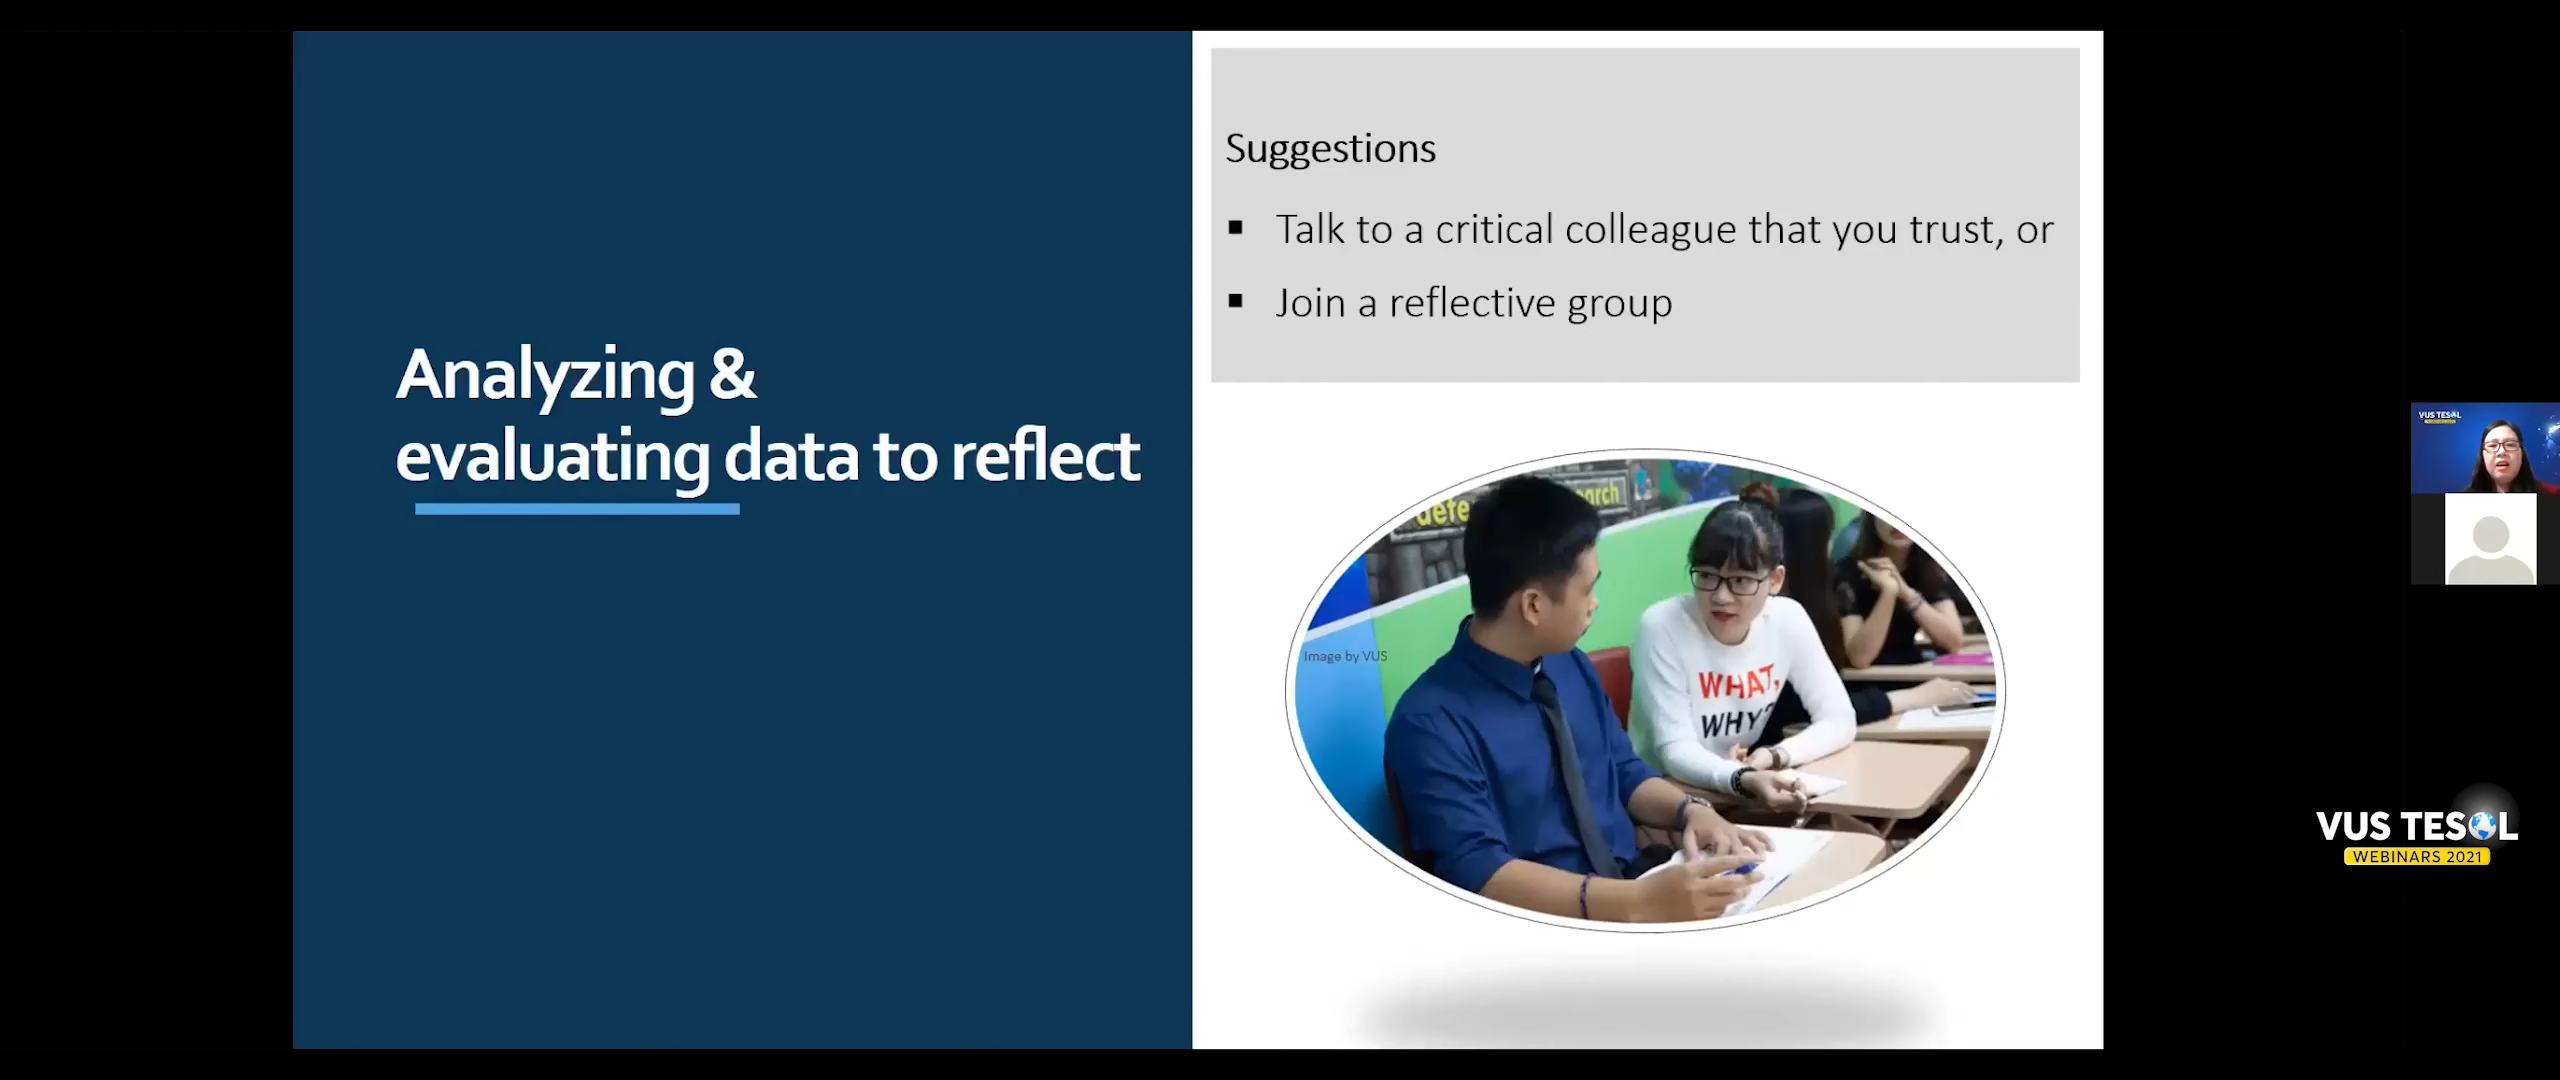 Analyzing &
evaluating data to reflect
Suggestions
▪ Talk to a critical colleague that you trust, or
▪ Join a reflective group
Image by VUS
WHAT,
WHY?
VUS TESOL
VUS TESOL
WEBINARS 2021